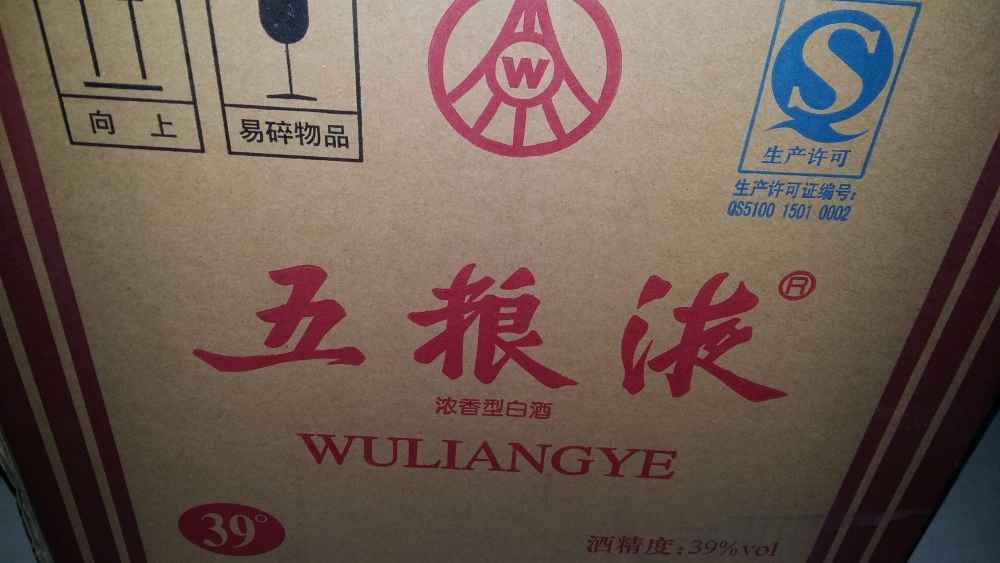 向 上
易碎物品
W
S
生产许可
生产许可证编号:
QS5100 1501 0002
五粮液®
浓香型白酒
WULIANGYE
39°
酒精度:39%vol